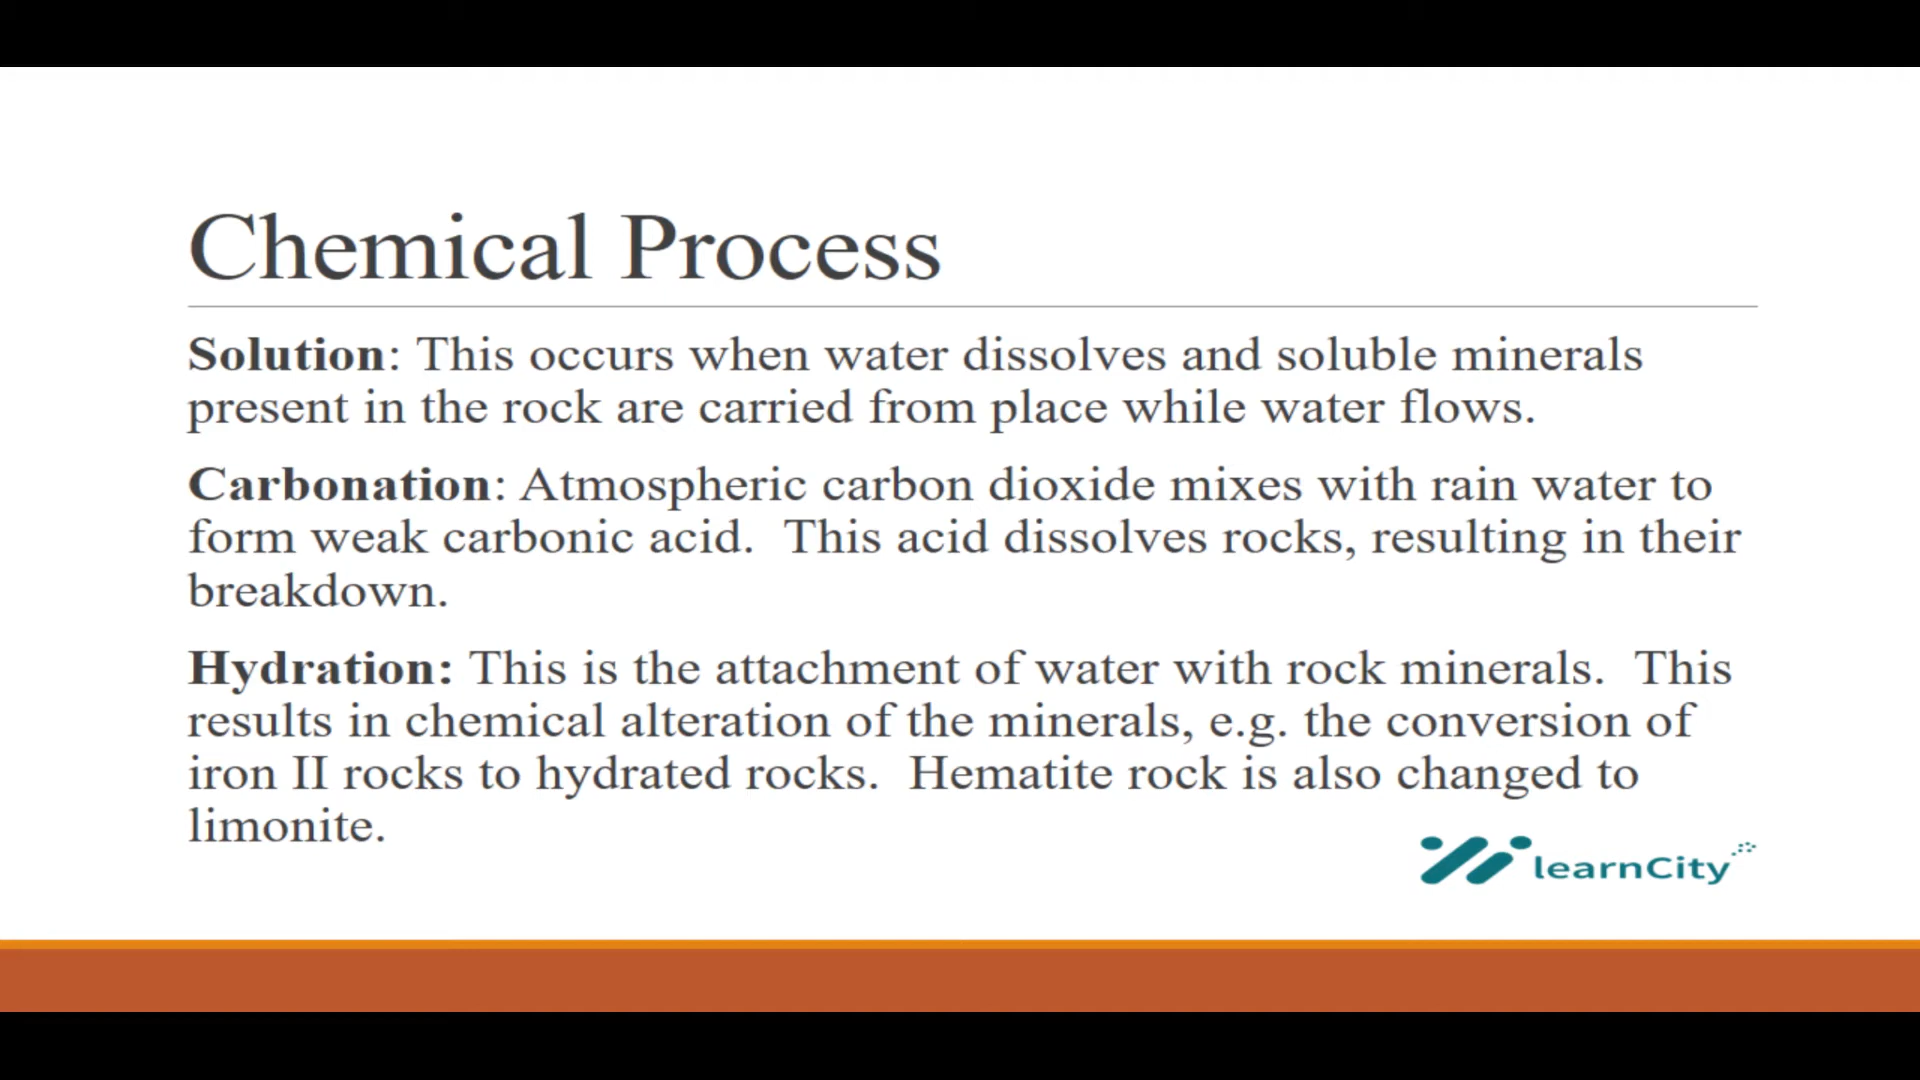 Chemical Process
Solution: This occurs when water dissolves and soluble minerals
present in the rock are carried from place while water flows.
Carbonation: Atmospheric carbon dioxide mixes with rain water to
form weak carbonic acid.  This acid dissolves rocks, resulting in their
breakdown.
Hydration: This is the attachment of water with rock minerals.  This
results in chemical alteration of the minerals, e.g. the conversion of
iron II rocks to hydrated rocks.  Hematite rock is also changed to
limonite.
learnCity